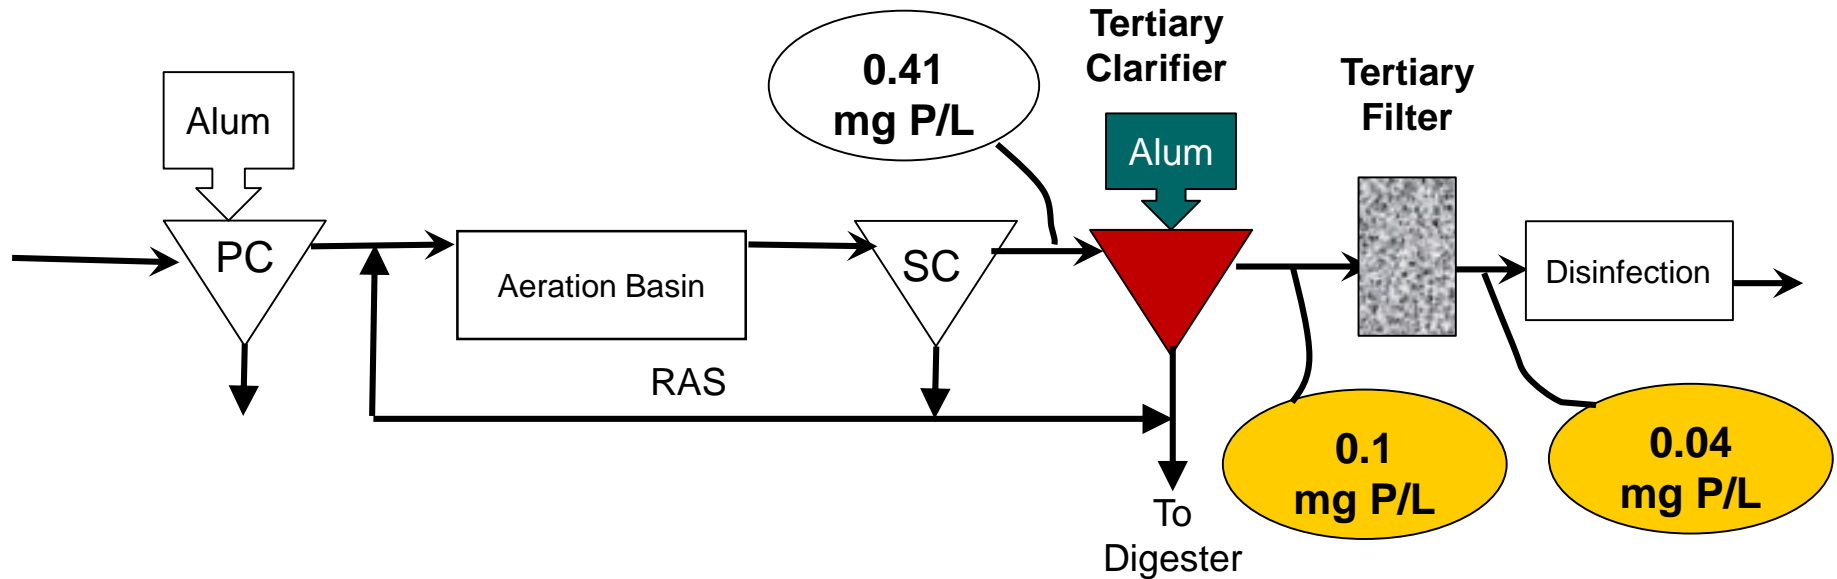 Alum
PC
Aeration Basin
RAS
SC
0.41
mg P/L
Tertiary
Clarifier
Alum
Tertiary
Filter
Disinfection
To
Digester
0.1
mg P/L
0.04
mg P/L